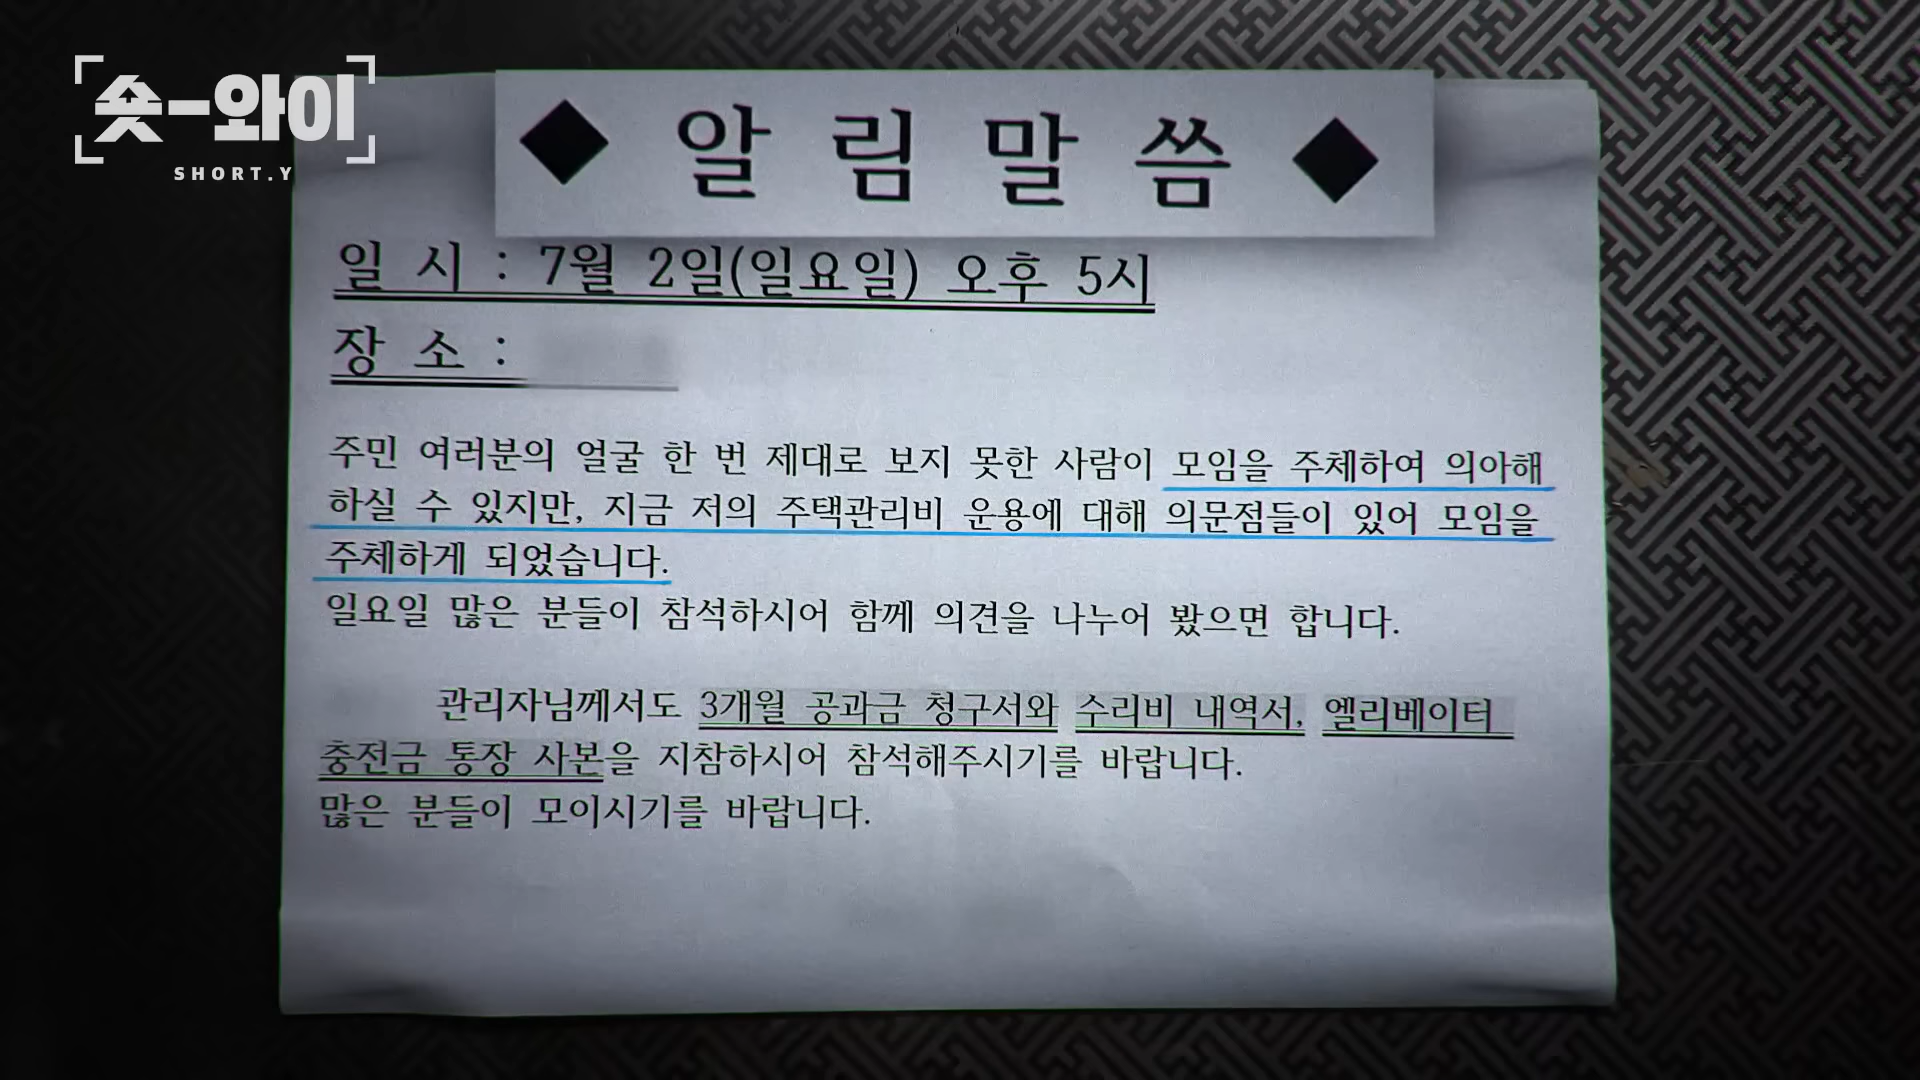 숏-와이
SHORT.Y
◆ 알 림 말 씀 ◆
일 시 : 7월 2일(일요일) 오후 5시
장 소 :
주민 여러분의 얼굴 한 번 제대로 보지 못한 사람이 모임을 주체하여 의아해
하실 수 있지만, 지금 저의 주택관리비 운용에 대해 의문점들이 있어 모임을
주체하게 되었습니다.
일요일 많은 분들이 참석하시어 함께 의견을 나누어 봤으면 합니다.
관리자님께서도 3개월 공과금 청구서와 수리비 내역서, 엘리베이터
충전금 통장 사본을 지참하시어 참석해주시기를 바랍니다.
많은 분들이 모이시기를 바랍니다.